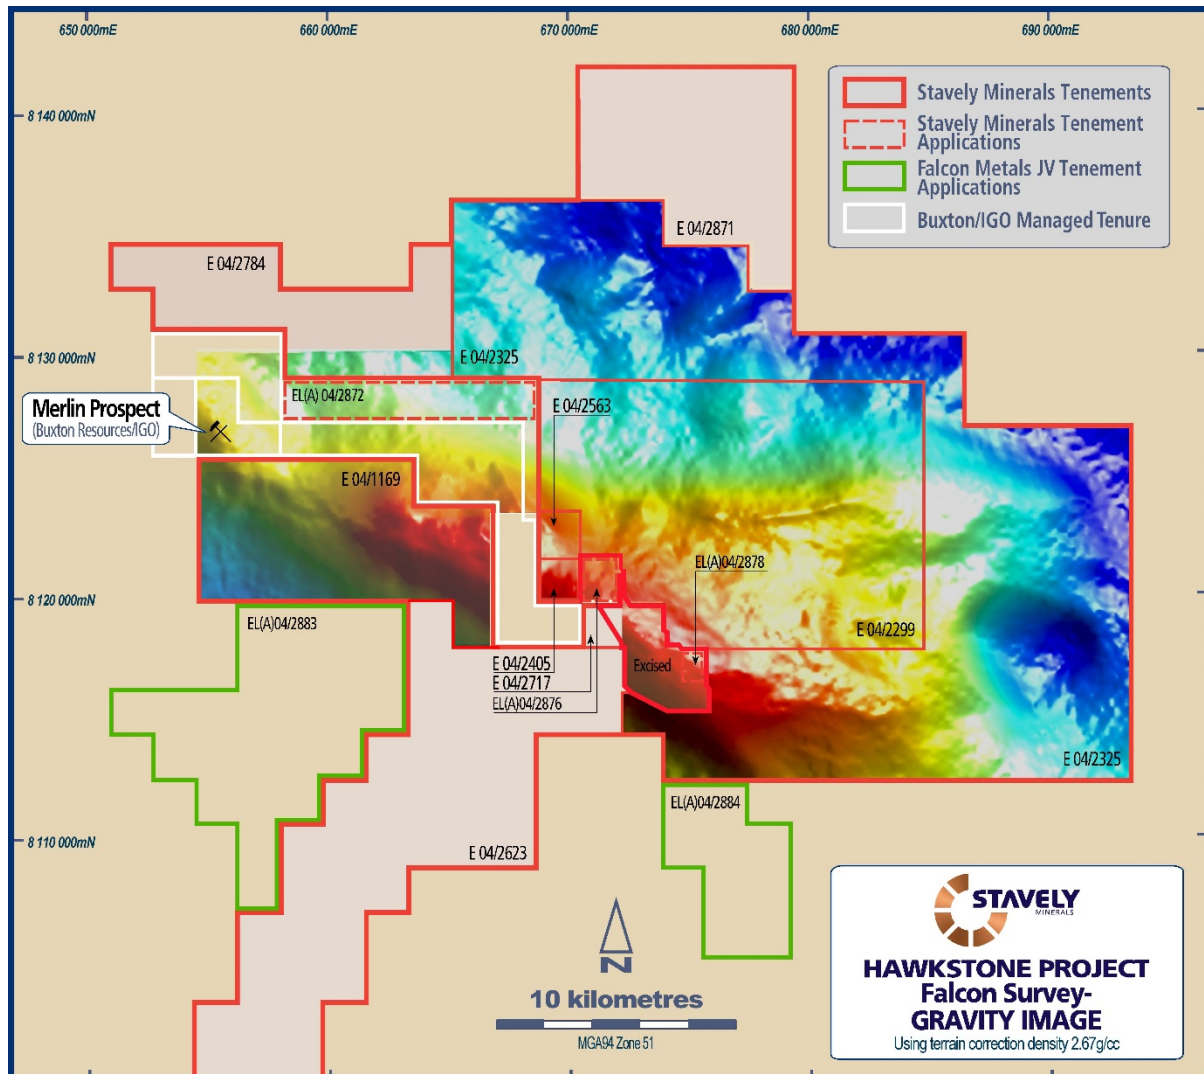 650 000mE
660 000mE
670 000mE
680 000mE
690 000mE
8 140 000mN
8 130 000mN
8 120 000mN
8 110 000mN
Stavely Minerals Tenements
Stavely Minerals Tenement
Applications
Falcon Metals JV Tenement
Applications
Buxton/IGO Managed Tenure
E 04/2871
E 04/2784
E 04/2325
EL(A) 04/2872
E 04/2563
Merlin Prospect
(Buxton Resources/IGO)
E 04/1169
EL(A)04/2878
EL(A)04/2883
E 04/2299
Excised
E 04/2405
E 04/2717
EL(A)04/2876
E 04/2325
EL(A)04/2884
E 04/2623
N
10 kilometres
MGA94 Zone 51
STAVELY
MINERALS
HAWKSTONE PROJECT
Falcon Survey-
GRAVITY IMAGE
Using terrain correction density 2.67g/cc